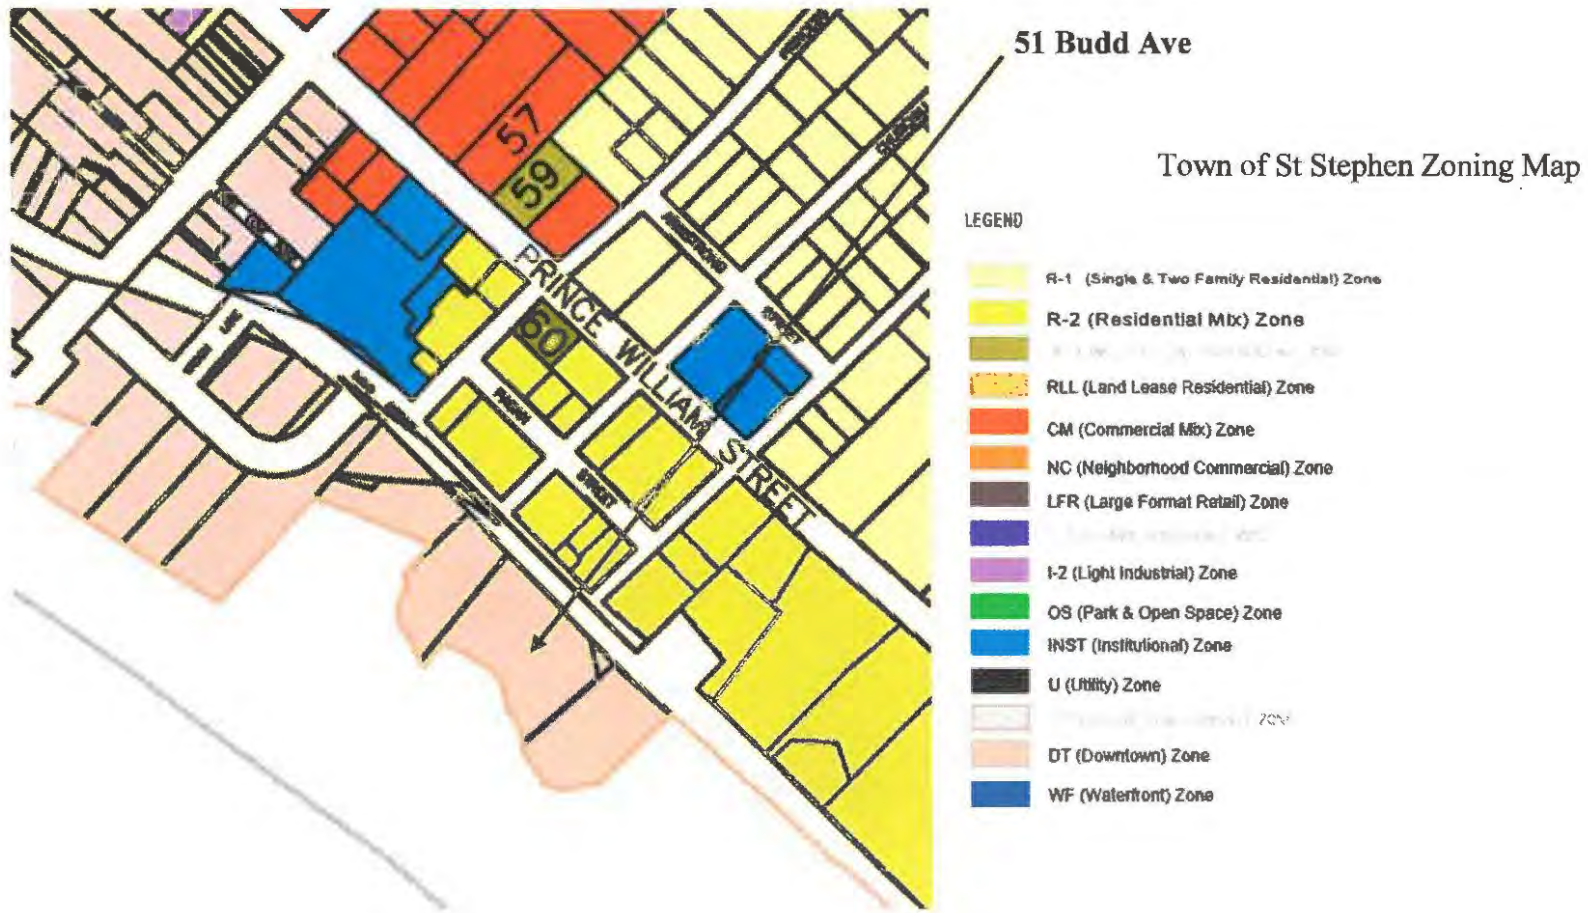 51 Budd Ave
Town of St Stephen Zoning Map
LEGEND
R-1 (Single & Two Family Residential) Zone
R-2 (Residential Mix) Zone
RLL (Land Lease Residential) Zone
CM (Commercial Mix) Zone
NC (Neighborhood Commercial) Zone
LFR (Large Format Retail) Zone
I-2 (Light Industrial) Zone
OS (Park & Open Space) Zone
INST (Institutional) Zone
U (Utility) Zone
ZONE
DT (Downtown) Zone
WF (Waterfront) Zone
57
59
60
PRINCE WILLIAM STREET
STREET